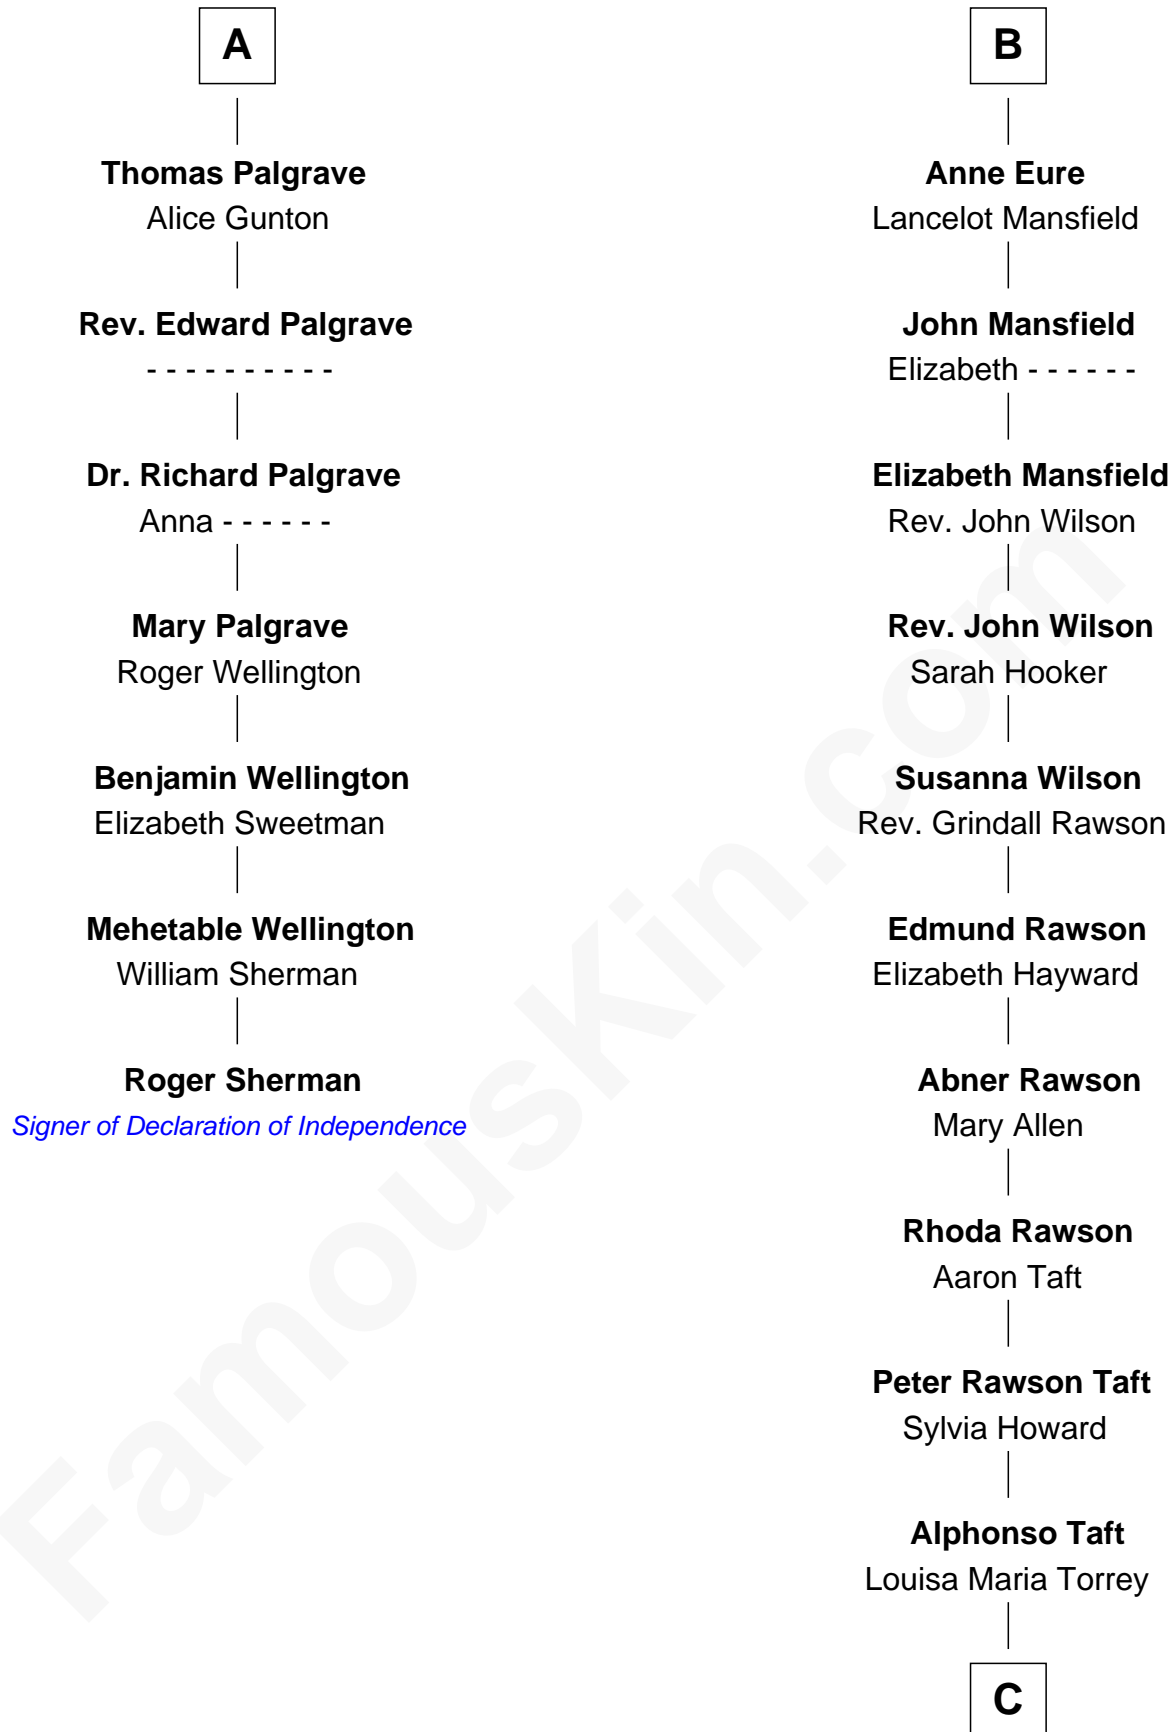 A
Thomas Palgrave
Alice Gunton
Rev. Edward Palgrave
- - - - - - - - - -
Dr. Richard Palgrave
Anna - - - - - -
Mary Palgrave
Roger Wellington
Benjamin Wellington
Elizabeth Sweetman
Mehetable Wellington
William Sherman
Roger Sherman
Signer of Declaration of Independence
B
Anne Eure
Lancelot Mansfield
John Mansfield
Elizabeth - - - - - -
Elizabeth Mansfield
Rev. John Wilson
Rev. John Wilson
Sarah Hooker
Susanna Wilson
Rev. Grindall Rawson
Edmund Rawson
Elizabeth Hayward
Abner Rawson
Mary Allen
Rhoda Rawson
Aaron Taft
Peter Rawson Taft
Sylvia Howard
Alphonso Taft
Louisa Maria Torrey
C
FamousKin.com